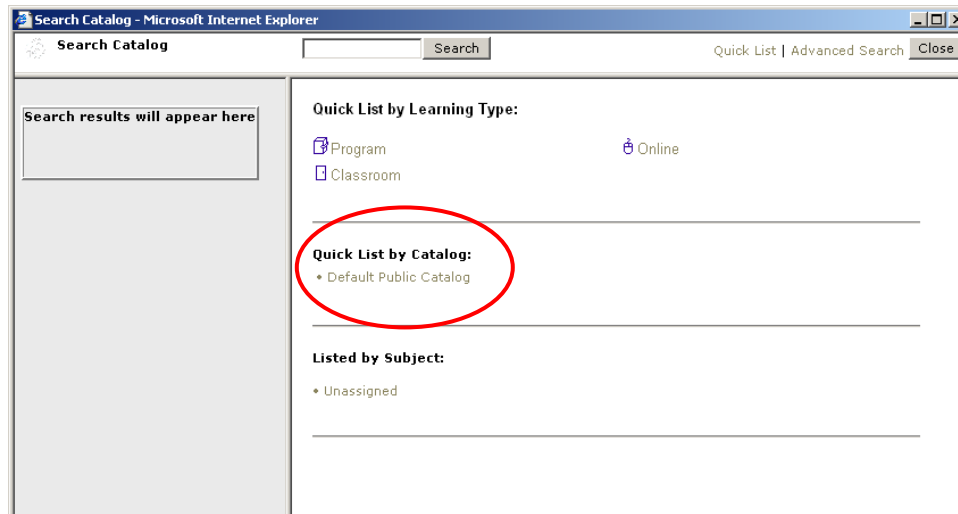 Search Catalog - Microsoft Internet Explorer
Search Catalog
Search
Quick List | Advanced Search
Close
Search results will appear here
Quick List by Learning Type:
Program
Online
Classroom
Quick List by Catalog:
• Default Public Catalog
Listed by Subject:
• Unassigned